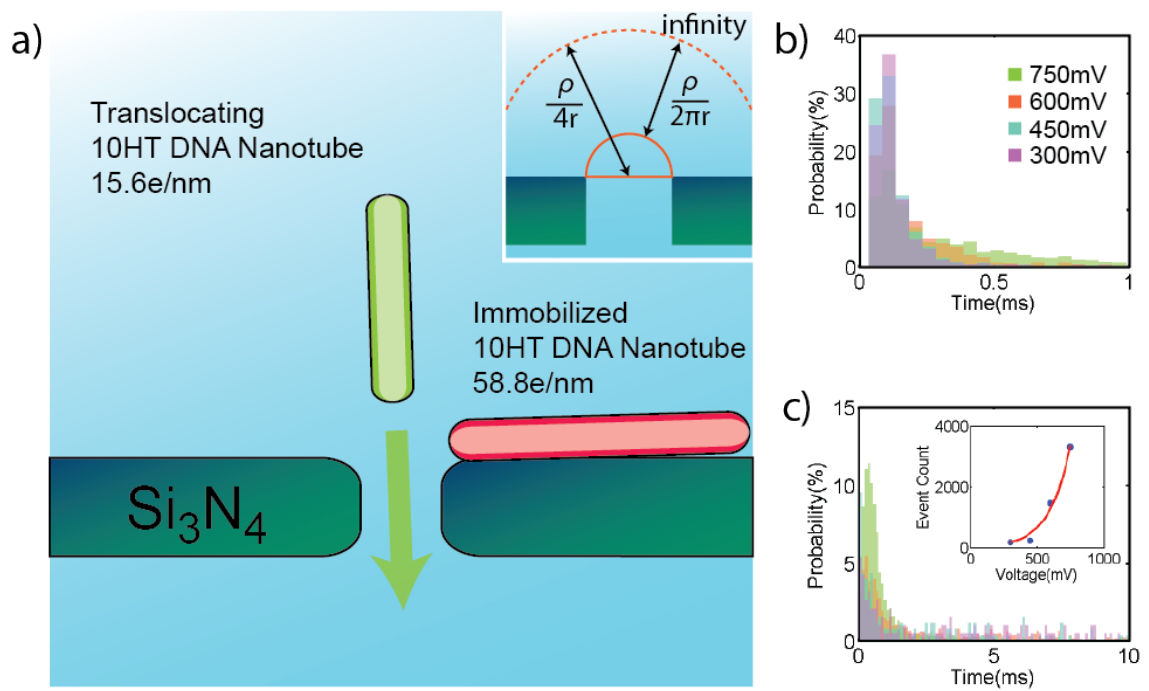 a)
Translocating
10HT DNA Nanotube
15.6e/nm
infinity
ρ
4r
ρ
2πr
Immobilized
10HT DNA Nanotube
58.8e/nm
Si3N4
b)
40
30
20
10
0
Probability(%)
750mV
600mV
450mV
300mV
0
0.5
1
Time(ms)
c)
15
10
5
0
Probability(%)
4000
2000
0
Event Count
0
500
1000
Voltage(mV)
0
5
10
Time(ms)